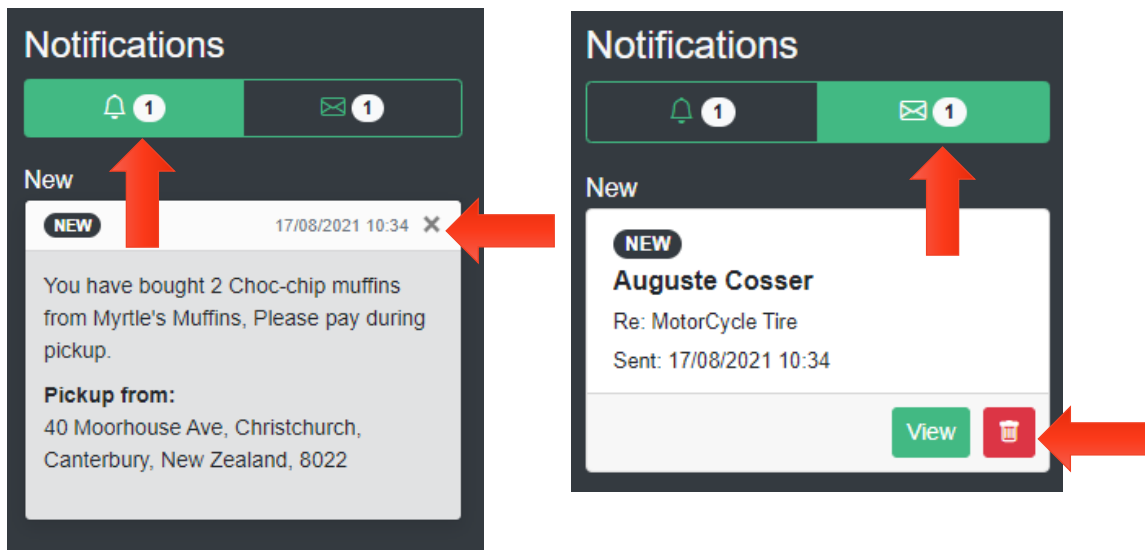 Notifications
1 1
New
NEW 17/08/2021 10:34
You have bought 2 Choc-chip muffins
from Myrtle's Muffins, Please pay during
pickup.
Pickup from:
40 Moorhouse Ave, Christchurch,
Canterbury, New Zealand, 8022
Notifications
1 1
New
NEW
Auguste Cosser
Re: MotorCycle Tire
Sent: 17/08/2021 10:34
View